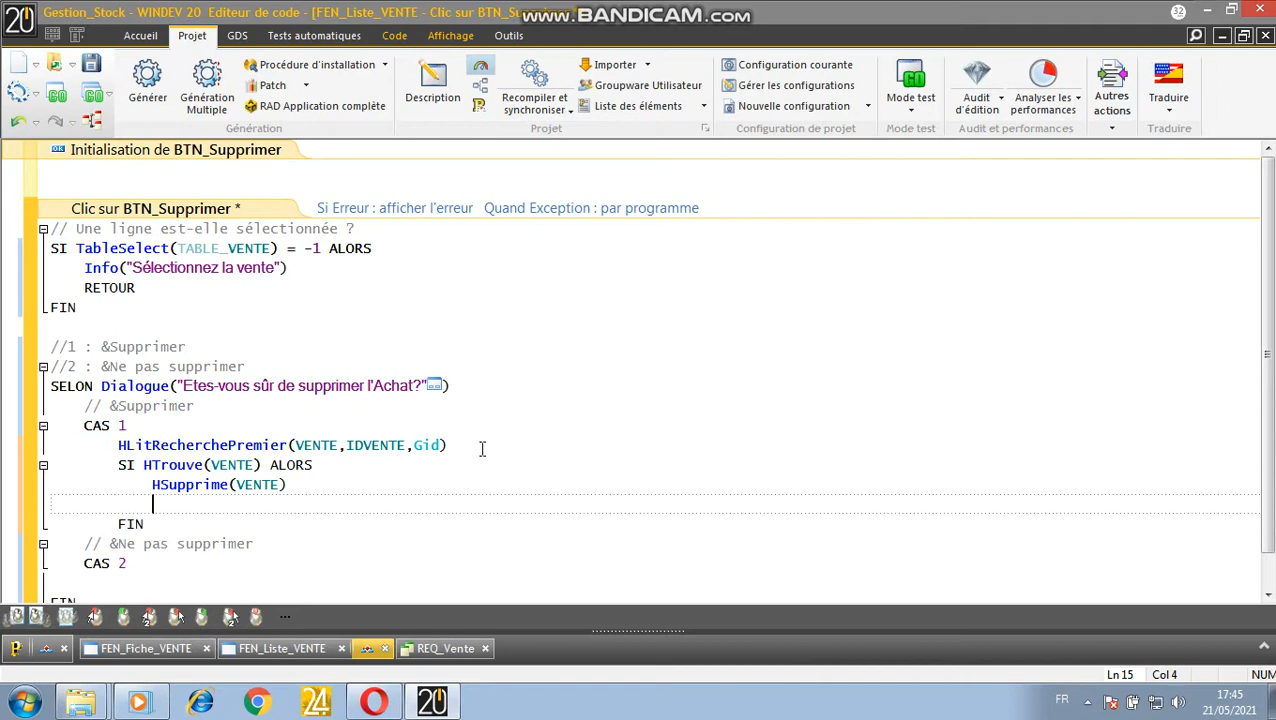 Gestion_Stock - WINDEV 20 Editeur de code - [FEN_Liste_VENTE - Clic sur BTN_Supprimer
www.BANDICAM.com
32
20
Accueil Projet GDS Tests automatiques Code Affichage Outils
Procédure d'installation
Patch
RAD Application complète
Générer
Génération Multiple
Description
Recompiler et synchroniser
Importer
Groupware Utilisateur
Liste des éléments
Configuration courante
Gérer les configurations
Nouvelle configuration
GO
Mode test
Audit d'édition
Analyser les performances
Autres actions
Traduire
Génération Projet Configuration de projet Mode test Audit et performances Traduire
Initialisation de BTN_Supprimer
Clic sur BTN_Supprimer * Si Erreur : afficher l'erreur Quand Exception : par programme
// Une ligne est-elle sélectionnée ?
SI TableSelect(TABLE_VENTE) = -1 ALORS
Info("Sélectionnez la vente")
RETOUR
FIN
//1 : &Supprimer
//2 : &Ne pas supprimer
SELON Dialogue("Etes-vous sûr de supprimer l'Achat?")
// &Supprimer
CAS 1
HLitRecherchePremier(VENTE,IDVENTE,Gid)
SI HTrouve(VENTE) ALORS
HSupprime(VENTE)
FIN
// &Ne pas supprimer
CAS 2
FIN
...
FEN_Fiche_VENTE FEN_Liste_VENTE REQ_Vente
Ln 15 Col 4 NUM
24 20 FR 17:45
21/05/2021